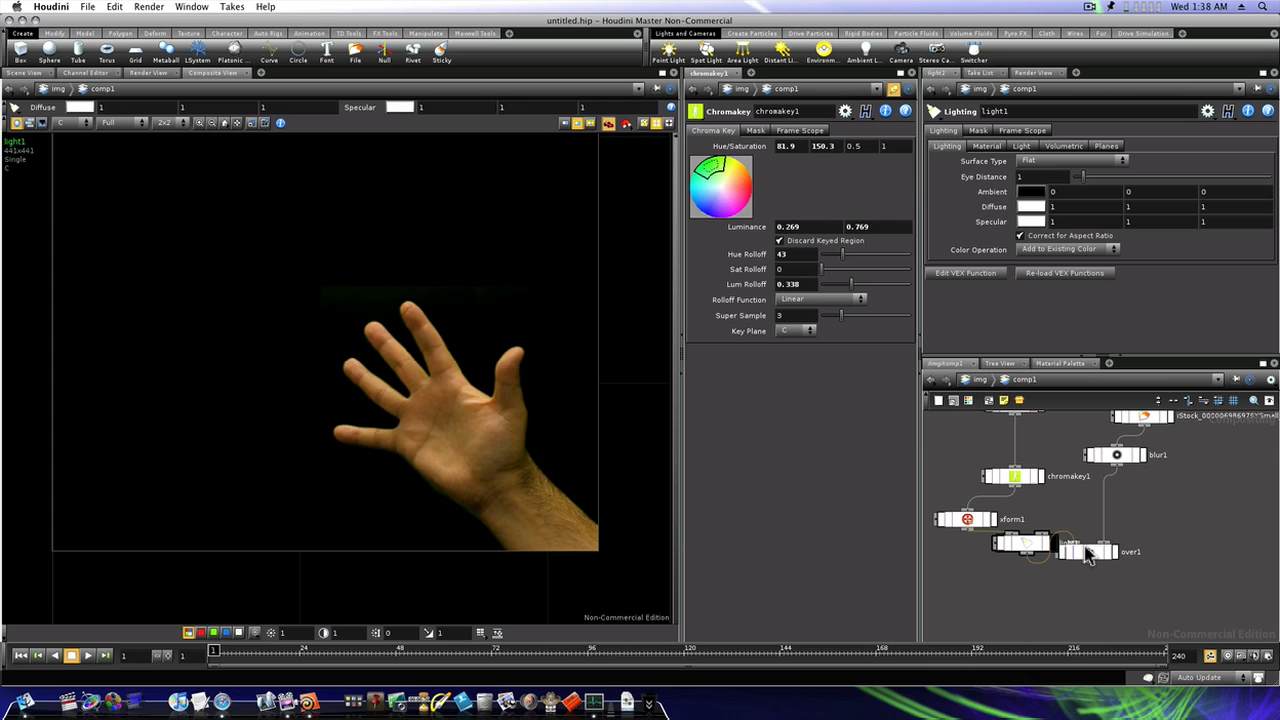 Houdini File Edit Render Windows Takes Help
Wed 1:38 AM
untitled.hip - Houdini Master Non-Commercial
Create Modify Model Polygon Deform Texture Character Auto Rigs Animation TD Tools FX Tools Manipulate Maxwell Tools
Lights and Cameras Create Particles Drive Particles Rigid Bodies Particle Fluids Volume Fluids Pyro FX Cloth Wires Fur Drive Simulation
Box Sphere Tube Torus Grid Metaball LSystem Platonic ... Curve Circle Font File Null Rivet Sticky
Point Light Spot Light Area Light Distant Li... Environm... Ambient L... Camera Stereo Ca... Switcher
Scene View Channel Editor Render View Composite View
chromakey1
light1 Take List Render View
img comp1
img comp1
img comp1
Diffuse 1 1 1 Specular 1 1 1
Chromakey chromakey1
Lighting light1
C Full 2x2
Chroma Key Mask Frame Scope
Lighting Mask Frame Scope
light1
441x441
Single
C
Hue/Saturation 81.9 150.3 0.5 1
Luminance 0.269 0.769
Discard Keyed Region
Hue Rolloff 43
Sat Rolloff 0
Lum Rolloff 0.338
Rolloff Function Linear
Super Sample 3
Key Plane C
Lighting Material Light Volumetric Planes
Surface Type Flat
Eye Distance 1
Ambient 0 0 0
Diffuse 1 1 1
Specular 1 1 1
Correct for Aspect Ratio
Color Operation Add to Existing Color
Edit VEX Function Re-load VEX Functions
/img/comp1 Tree View Material Palette
img comp1
Compositing
blur1
chromakey1
xform1
over1
Non-Commercial Edition
Non-Commercial Edition
1 1 0 1
1 1 1 24 48 72 96 120 144 168 192 216 240
Auto Update